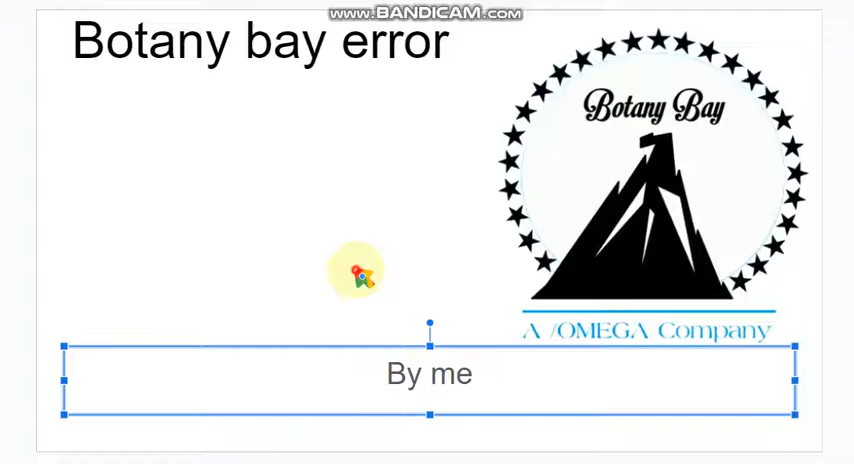 www.BANDICAM.com
Botany bay error
Botany Bay
A /OMEGA Company
By me